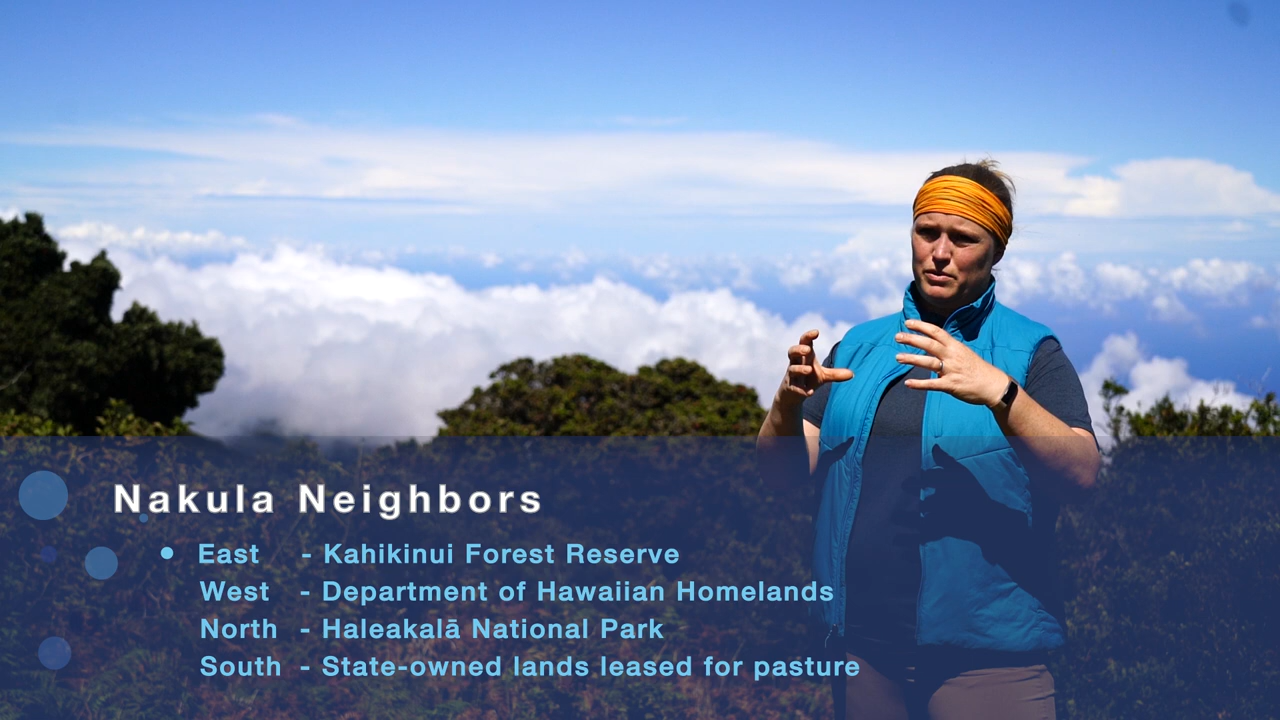 Nakula Neighbors
• East - Kahikinui Forest Reserve
West - Department of Hawaiian Homelands
North - Haleakalā National Park
South - State-owned lands leased for pasture